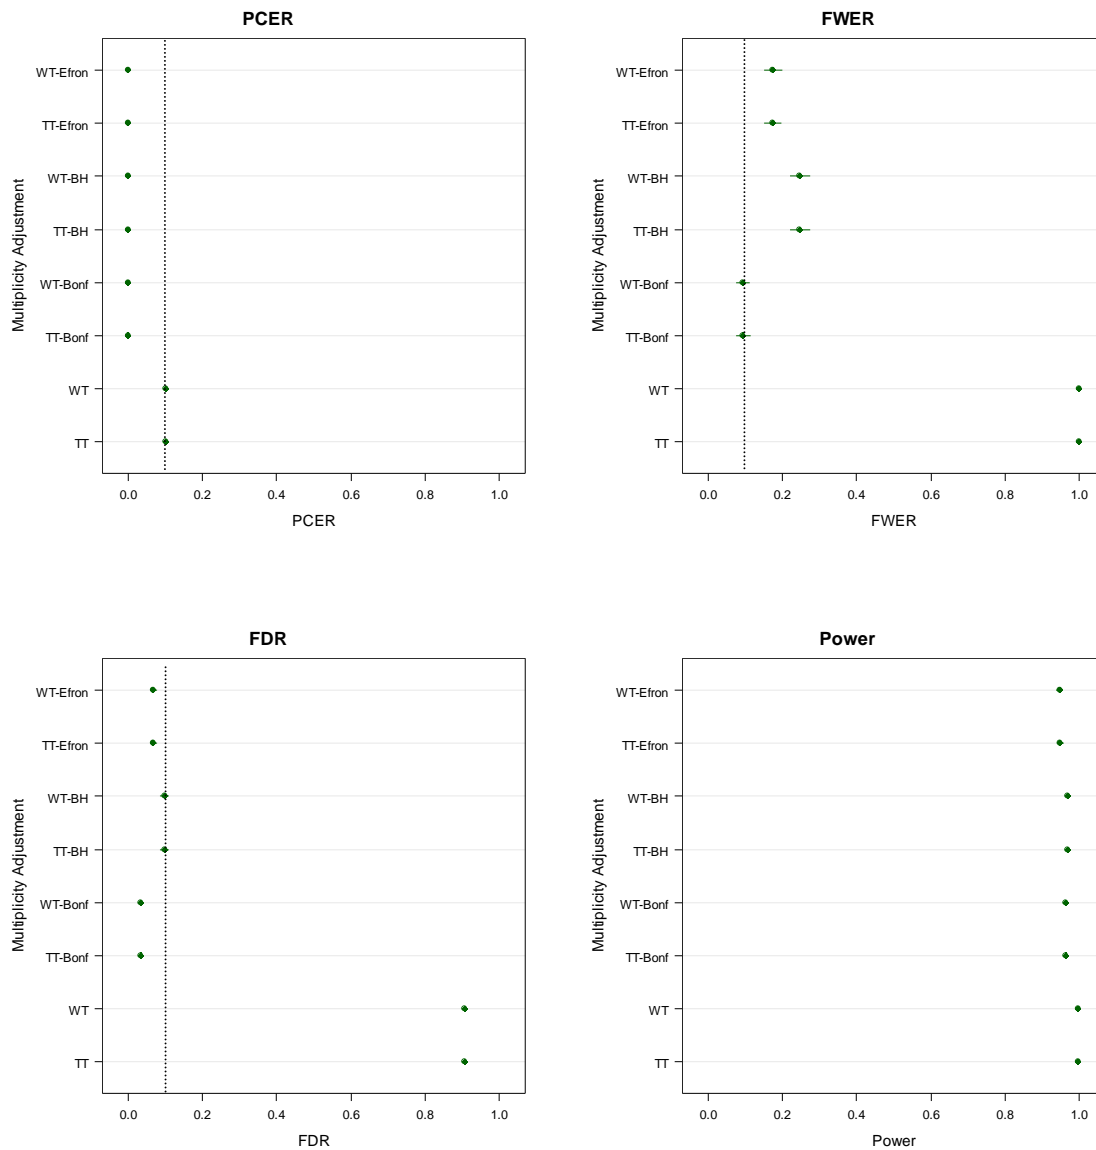 PCER
Multiplicity Adjustment
WT-Efron
TT-Efron
WT-BH
TT-BH
WT-Bonf
TT-Bonf
WT
TT
0.0 0.2 0.4 0.6 0.8 1.0
PCER
FWER
Multiplicity Adjustment
WT-Efron
TT-Efron
WT-BH
TT-BH
WT-Bonf
TT-Bonf
WT
TT
0.0 0.2 0.4 0.6 0.8 1.0
FWER
FDR
Multiplicity Adjustment
WT-Efron
TT-Efron
WT-BH
TT-BH
WT-Bonf
TT-Bonf
WT
TT
0.0 0.2 0.4 0.6 0.8 1.0
FDR
Power
Multiplicity Adjustment
WT-Efron
TT-Efron
WT-BH
TT-BH
WT-Bonf
TT-Bonf
WT
TT
0.0 0.2 0.4 0.6 0.8 1.0
Power